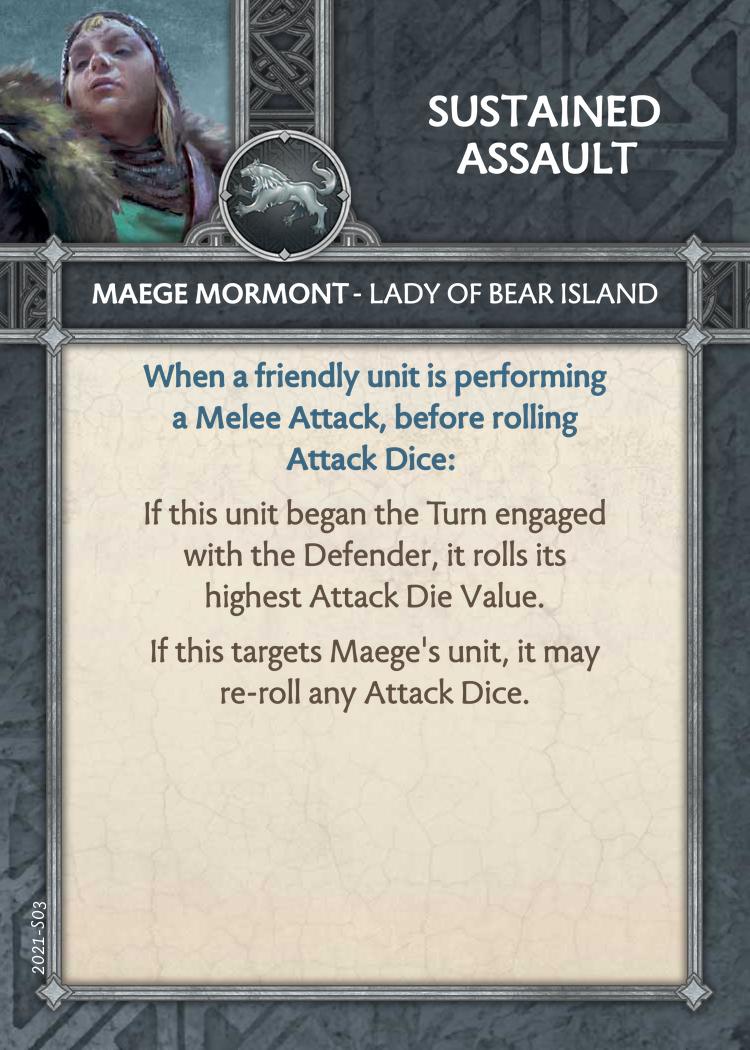 SUSTAINED
ASSAULT
MAEGE MORMONT - LADY OF BEAR ISLAND
When a friendly unit is performing
a Melee Attack, before rolling
Attack Dice:
If this unit began the Turn engaged
with the Defender, it rolls its
highest Attack Die Value.
If this targets Maege's unit, it may
re-roll any Attack Dice.
2021-S03